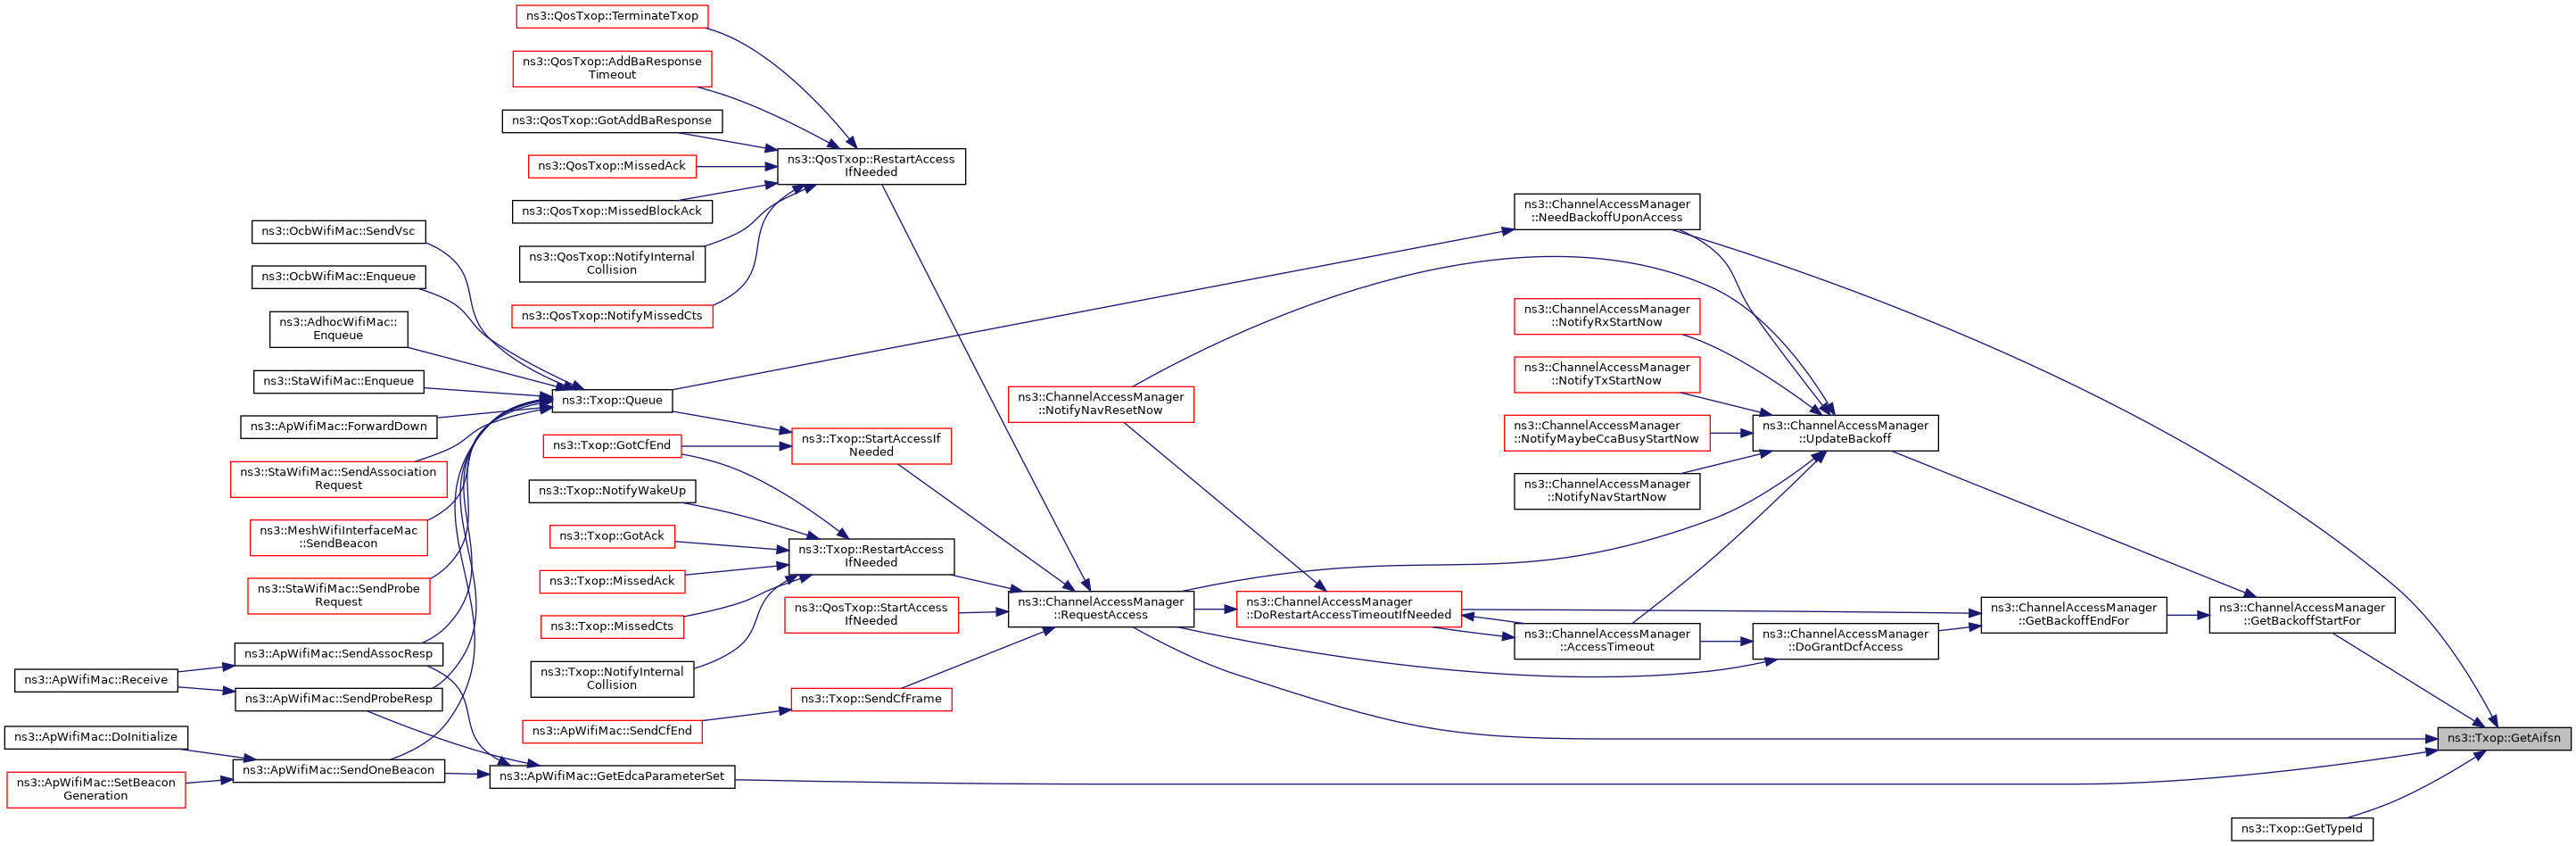 ns3::QosTxop::TerminateTxop
ns3::QosTxop::AddBaResponse
Timeout
ns3::QosTxop::GotAddBaResponse
ns3::QosTxop::MissedAck
ns3::QosTxop::RestartAccess
IfNeeded
ns3::QosTxop::MissedBlockAck
ns3::QosTxop::NotifyInternal
Collision
ns3::QosTxop::NotifyMissedCts
ns3::ChannelAccessManager
::NeedBackoffUponAccess
ns3::OcbWifiMac::SendVsc
ns3::OcbWifiMac::Enqueue
ns3::AdhocWifiMac::
Enqueue
ns3::StaWifiMac::Enqueue
ns3::ApWifiMac::ForwardDown
ns3::StaWifiMac::SendAssociation
Request
ns3::MeshWifiInterfaceMac
::SendBeacon
ns3::StaWifiMac::SendProbe
Request
ns3::ApWifiMac::SendAssocResp
ns3::ApWifiMac::Receive
ns3::ApWifiMac::SendProbeResp
ns3::ApWifiMac::DoInitialize
ns3::ApWifiMac::SendOneBeacon
ns3::ApWifiMac::SetBeacon
Generation
ns3::Txop::Queue
ns3::Txop::GotCfEnd
ns3::Txop::StartAccessIf
Needed
ns3::Txop::NotifyWakeUp
ns3::Txop::GotAck
ns3::Txop::RestartAccess
IfNeeded
ns3::Txop::MissedAck
ns3::Txop::MissedCts
ns3::QosTxop::StartAccess
IfNeeded
ns3::Txop::NotifyInternal
Collision
ns3::Txop::SendCfFrame
ns3::ApWifiMac::SendCfEnd
ns3::ApWifiMac::GetEdcaParameterSet
ns3::ChannelAccessManager
::NotifyNavResetNow
ns3::ChannelAccessManager
::RequestAccess
ns3::ChannelAccessManager
::DoRestartAccessTimeoutIfNeeded
ns3::ChannelAccessManager
::NotifyRxStartNow
ns3::ChannelAccessManager
::NotifyTxStartNow
ns3::ChannelAccessManager
::NotifyMaybeCcaBusyStartNow
ns3::ChannelAccessManager
::NotifyNavStartNow
ns3::ChannelAccessManager
::UpdateBackoff
ns3::ChannelAccessManager
::AccessTimeout
ns3::ChannelAccessManager
::DoGrantDcfAccess
ns3::ChannelAccessManager
::GetBackoffEndFor
ns3::ChannelAccessManager
::GetBackoffStartFor
ns3::Txop::GetAifsn
ns3::Txop::GetTypeId